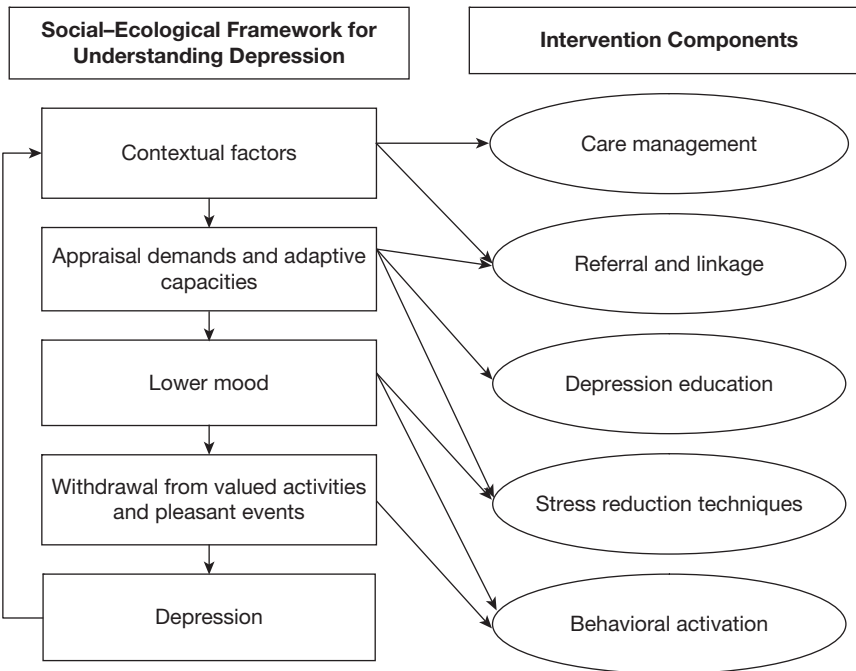 Social–Ecological Framework for
Understanding Depression
Intervention Components
Contextual factors
Care management
Appraisal demands and adaptive
capacities
Referral and linkage
Lower mood
Depression education
Withdrawal from valued activities
and pleasant events
Stress reduction techniques
Depression
Behavioral activation